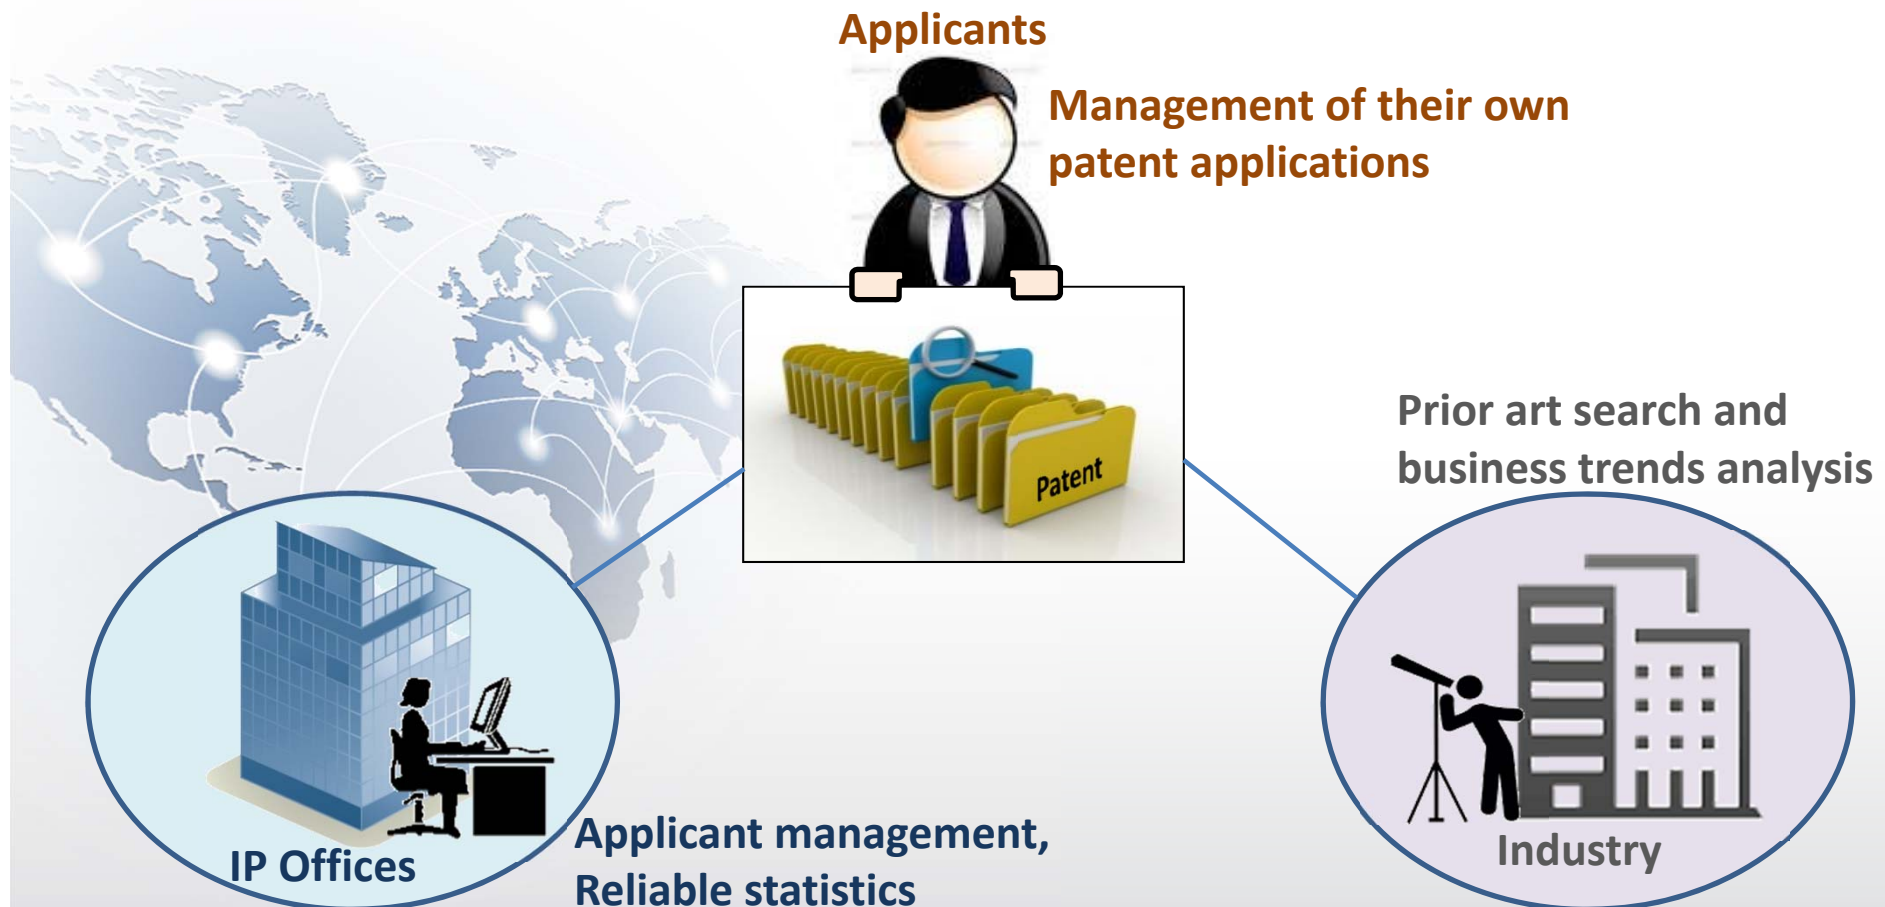 Applicants
Management of their own
patent applications
Patent
Prior art search and
business trends analysis
IP Offices
Applicant management,
Reliable statistics
Industry